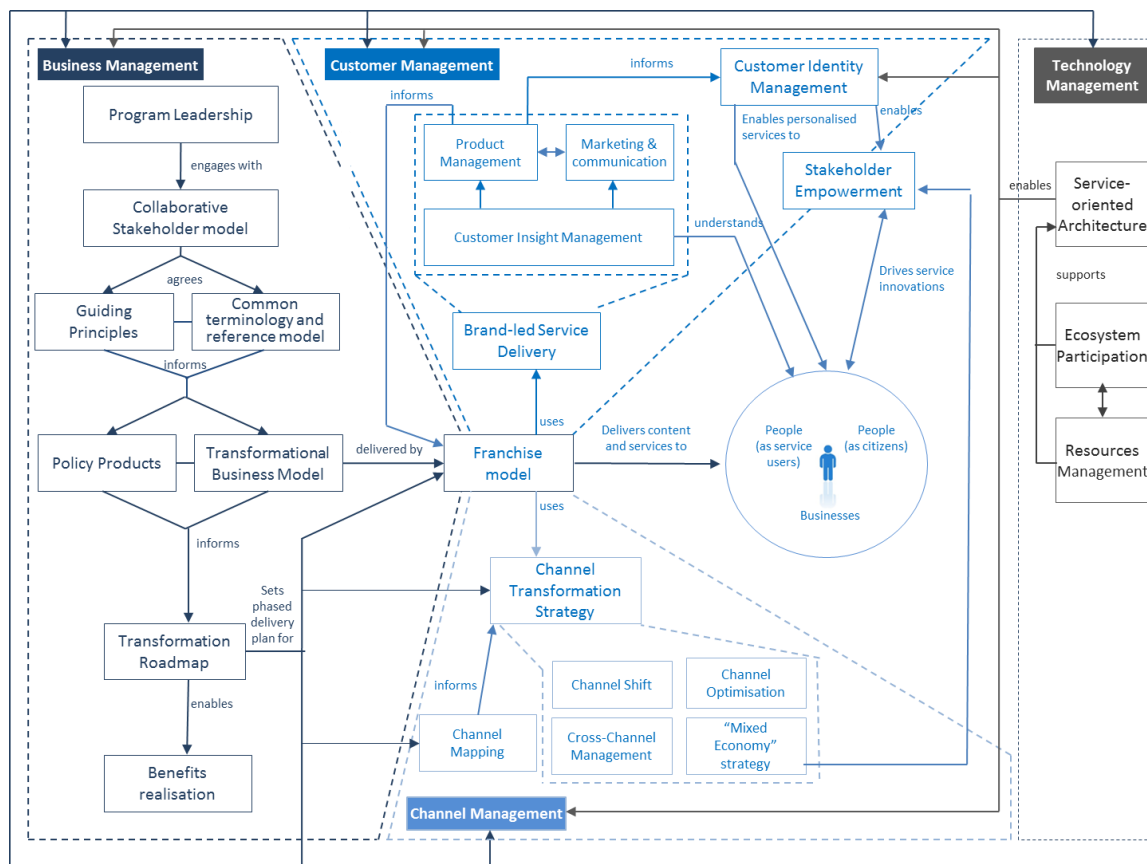 Business Management
Customer Management
Technology
Management
Program Leadership
engages with
Collaborative
Stakeholder model
agrees
Guiding
Principles
Common
terminology and
reference model
informs
Policy Products
Transformational
Business Model
informs
Transformation
Roadmap
enables
Benefits
realisation
delivered by
Sets
phased
delivery
plan for
informs
informs
Customer Identity
Management
Enables personalised
services to
enables
Product
Management
Marketing &
communication
Customer Insight Management
understands
Stakeholder
Empowerment
Drives service
innovations
Brand-led Service
Delivery
uses
Franchise
model
Delivers content
and services to
People
(as service
users)
People
(as citizens)
Businesses
uses
Channel
Transformation
Strategy
informs
Channel
Mapping
Channel Shift
Channel
Optimisation
Cross-Channel
Management
“Mixed
Economy”
strategy
Channel Management
enables
Service-
oriented
Architecture
supports
Ecosystem
Participation
Resources
Management